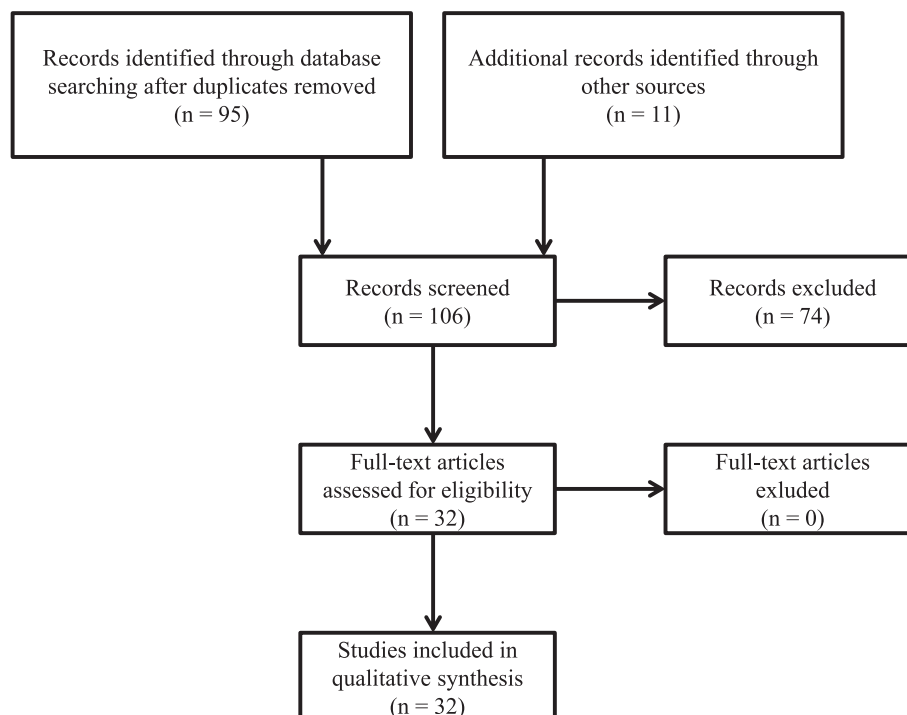 Records identified through database
searching after duplicates removed
(n = 95)
Additional records identified through
other sources
(n = 11)
Records screened
(n = 106)
Records excluded
(n = 74)
Full-text articles
assessed for eligibility
(n = 32)
Full-text articles
exluded
(n = 0)
Studies included in
qualitative synthesis
(n = 32)